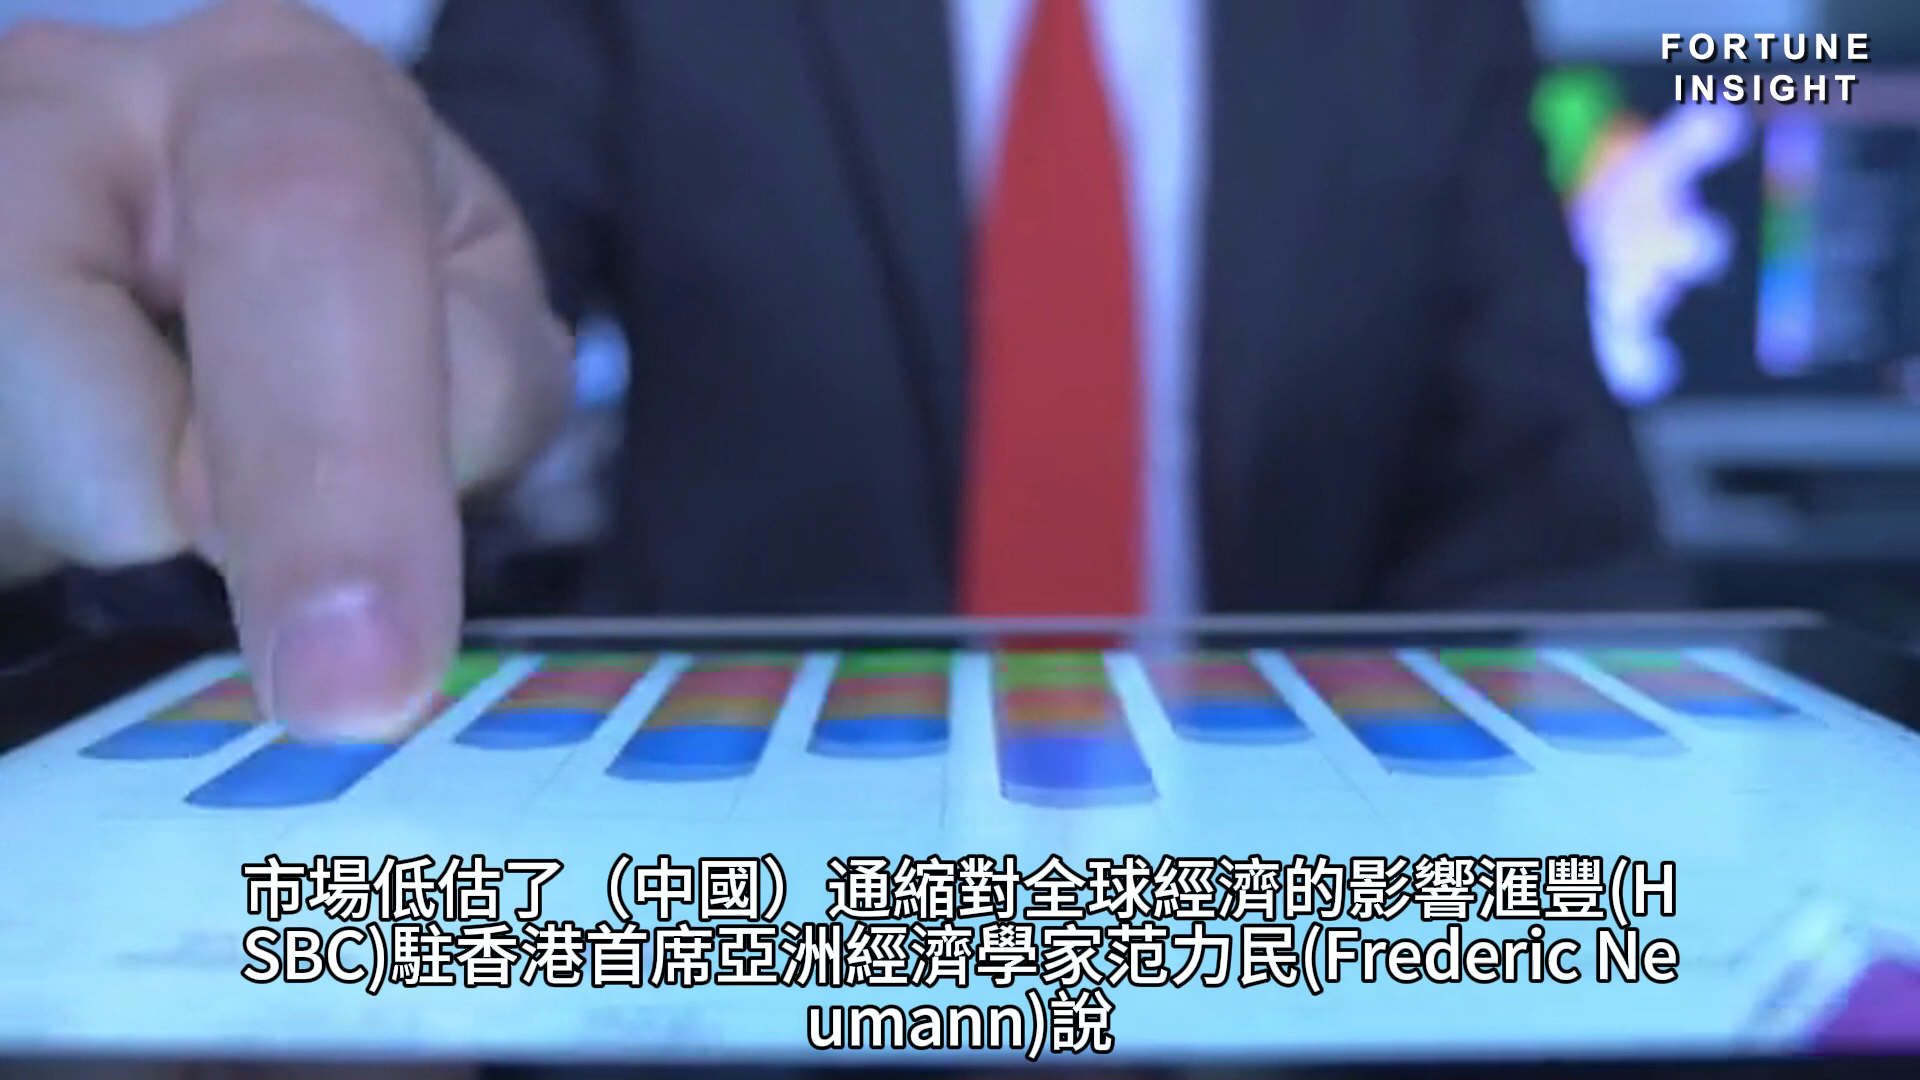 FORTUNE
INSIGHT
市場低估了（中國）通縮對全球經濟的影響滙豐(H
SBC)駐香港首席亞洲經濟學家范力民(Frederic Ne
umann)說